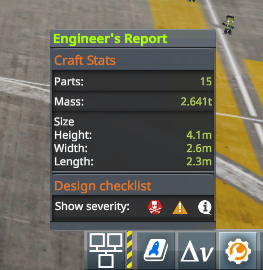 Engineer's Report
Craft Stats
Parts: 15
Mass: 2.641t
Size
Height: 4.1m
Width: 2.6m
Length: 2.3m
Design checklist
Show severity:
Δv